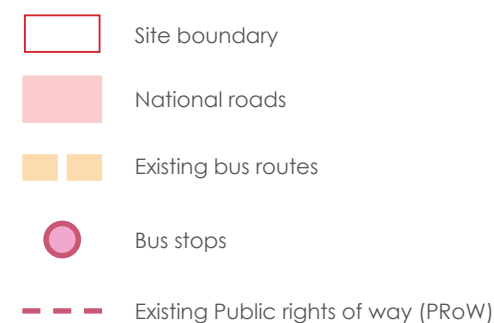 Site boundary
National roads
Existing bus routes
Bus stops
Existing Public rights of way (PRoW)